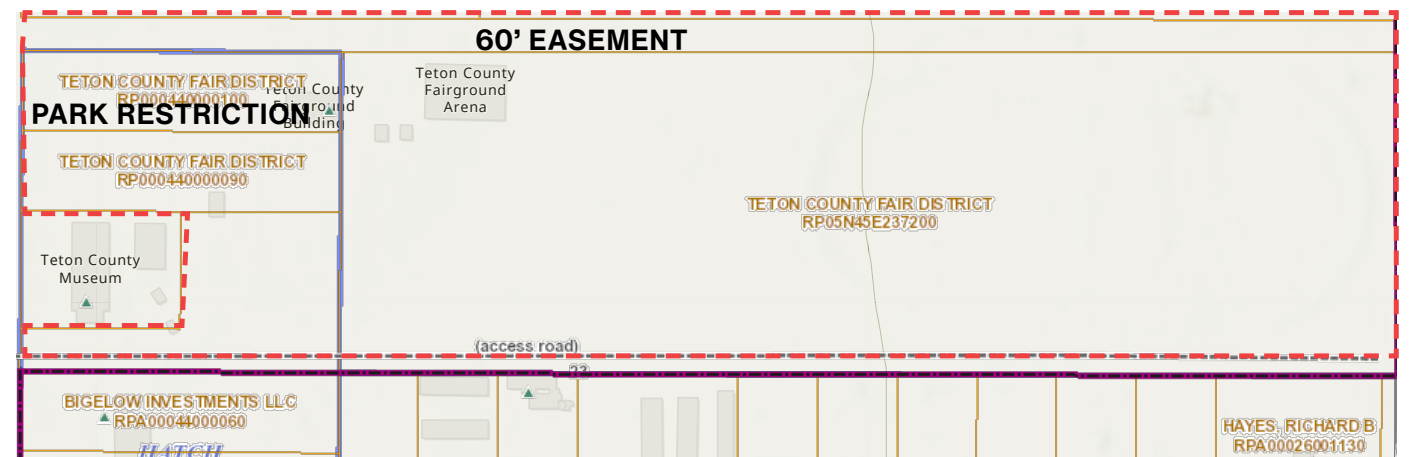 60’ EASEMENT
TETON COUNTY FAIR DISTRICT
RP000440000100
Teton County
Fairground
Building
PARK RESTRICTION
Teton County
Fairground
Arena
TETON COUNTY FAIR DISTRICT
RP000440000090
TETON COUNTY FAIR DISTRICT
RP05N45E237200
Teton County
Museum
(access road)
23
BIGELOW INVESTMENTS LLC
RPA00044000060
HATCH
HAYES, RICHARD B
RPA00026001130